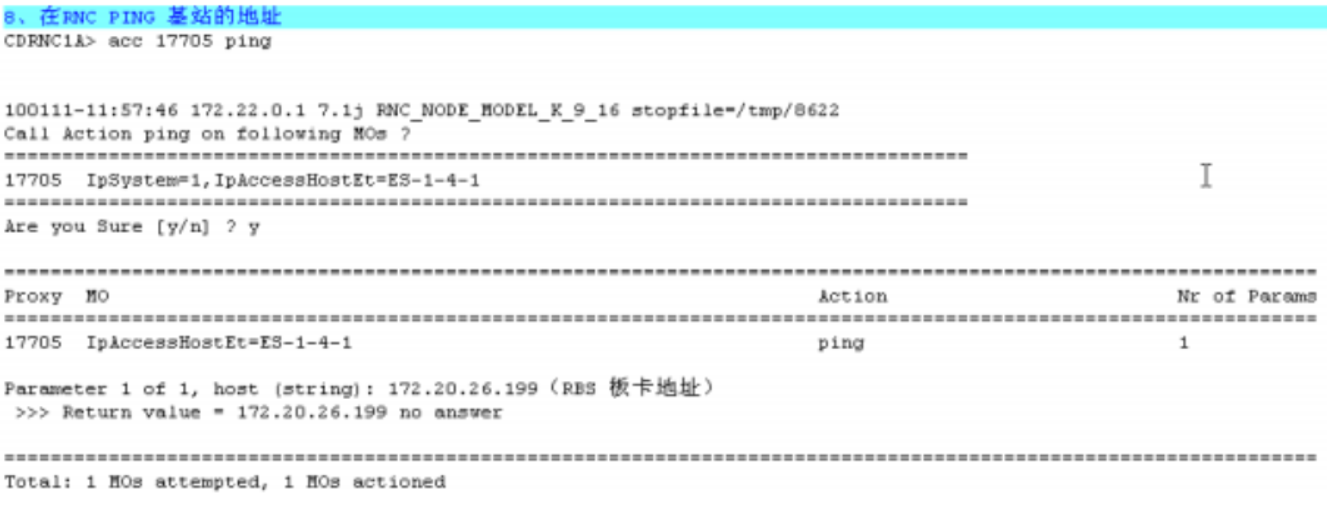 8、在RNC PING 基站的地址
CDRNC1A> acc 17705 ping
100111-11:57:46 172.22.0.1 7.1j RNC_NODE_MODEL_K_9_16 stopfile=/tmp/8622
Call Action ping on following MOs ?
===================================================================================
17705 IpSystem=1,IpAccessHostEt=ES-1-4-1
===================================================================================
Are you Sure [y/n] ? y
=================================================================================================================
Proxy MO Action Nr of Params
=================================================================================================================
17705 IpAccessHostEt=ES-1-4-1 ping 1
Parameter 1 of 1, host (string): 172.20.26.199（RBS 板卡地址）
>>> Return value = 172.20.26.199 no answer
=================================================================================================================
Total: 1 MOs attempted, 1 MOs actioned